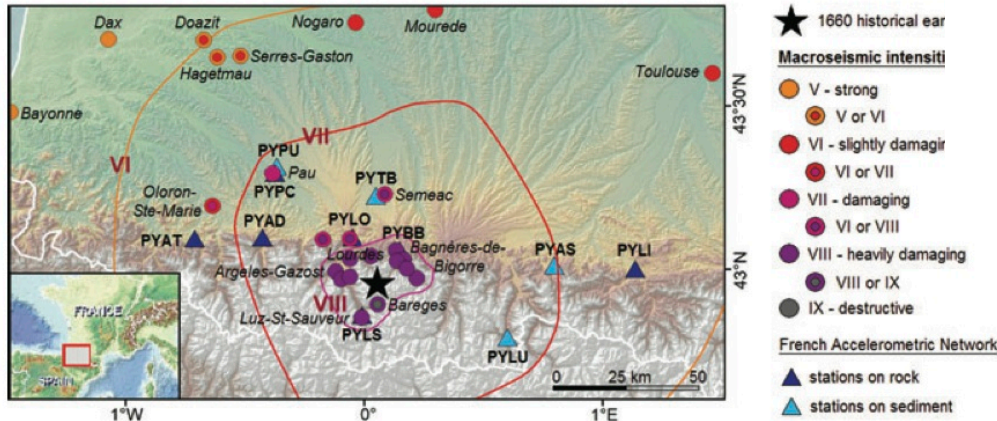 Dax
Doazit
Nogaro
Mourede
Hagetmau
Serres-Gaston
Toulouse
Bayonne
43°30'N
VII
VI
PYPU
Pau
PYPC
PYTB
Semeac
Oloron-
Ste-Marie
PYAT
PYAD
PYLO
PYBB
Lourdes
Bagnères-de-
Bigorre
PYAS
PYLI
43°N
Argeles-Gazost
VIII
Bareges
Luz-St-Sauveur
PYLS
PYLU
FRANCE
SPAIN
0 25 50
km
1°W
0°
1°E
1660 historical ear
Macroseismic intensiti
V - strong
V or VI
VI - slightly damagin
VI or VII
VII - damaging
VI or VIII
VIII - heavily damaging
VIII or IX
IX - destructive
French Accelerometric Network
stations on rock
stations on sediment